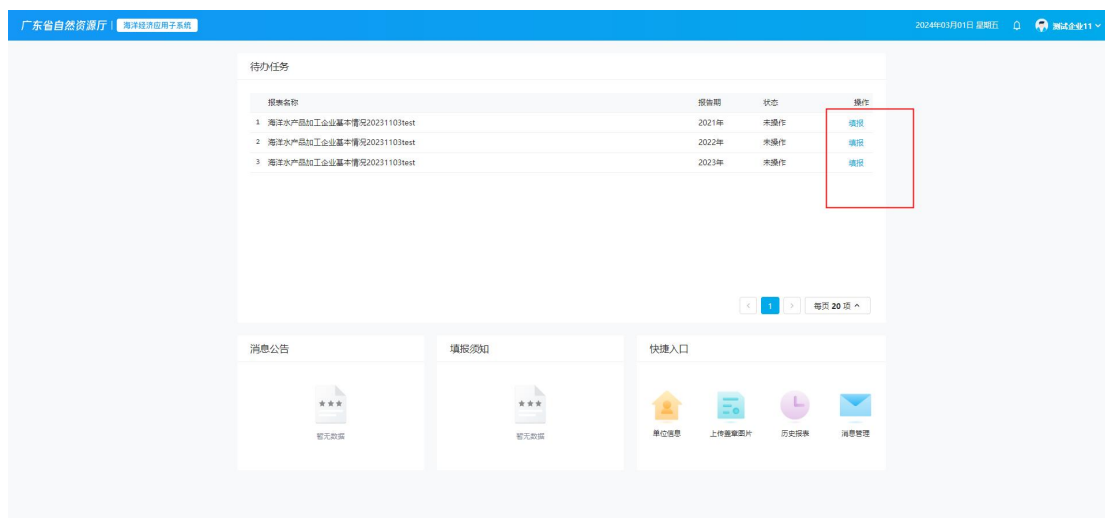 广东省自然资源厅 | 海洋经济应用子系统 2024年03月01日 星期五 测试企业11
待办任务
报表名称 报告期 状态 操作
1 海洋水产品加工企业基本情况20231103test 2021年 未操作 填报
2 海洋水产品加工企业基本情况20231103test 2022年 未操作 填报
3 海洋水产品加工企业基本情况20231103test 2023年 未操作 填报
< 1 > 每页 20 项
消息公告 填报须知 快捷入口
暂无数据 暂无数据 单位信息 上传盖章图片 历史报表 消息管理